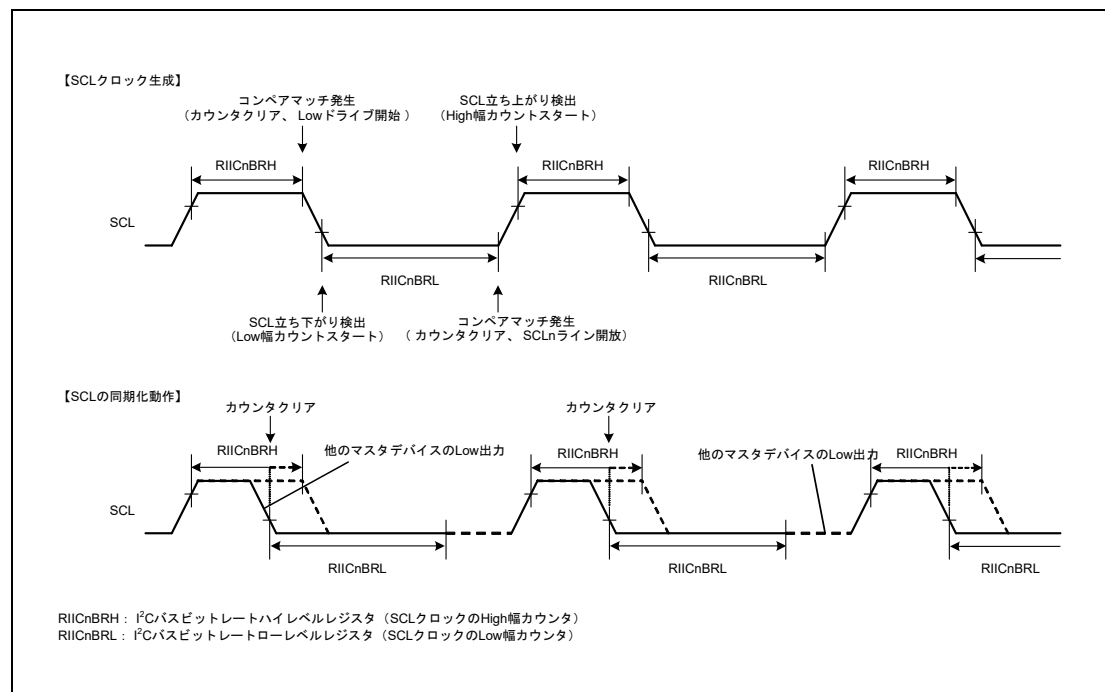 【SCLクロック生成】
コンペアマッチ発生
（カウンタクリア、 Lowドライブ開始 ）
SCL立ち上がり検出
（High幅カウントスタート）
RIICnBRH
RIICnBRH
RIICnBRH
SCL
RIICnBRL
RIICnBRL
SCL立ち下がり検出
（Low幅カウントスタート）
コンペアマッチ発生
（ カウンタクリア、 SCLnライン開放）
【SCLの同期化動作】
カウンタクリア
カウンタクリア
RIICnBRH
他のマスタデバイスのLow出力
RIICnBRH
他のマスタデバイスのLow出力
RIICnBRH
SCL
RIICnBRL
RIICnBRL
RIICnBRL
RIICnBRH : I²Cバスビットレートハイレベルレジスタ（SCLクロックのHigh幅カウンタ）
RIICnBRL : I²Cバスビットレートローレベルレジスタ（SCLクロックのLow幅カウンタ）